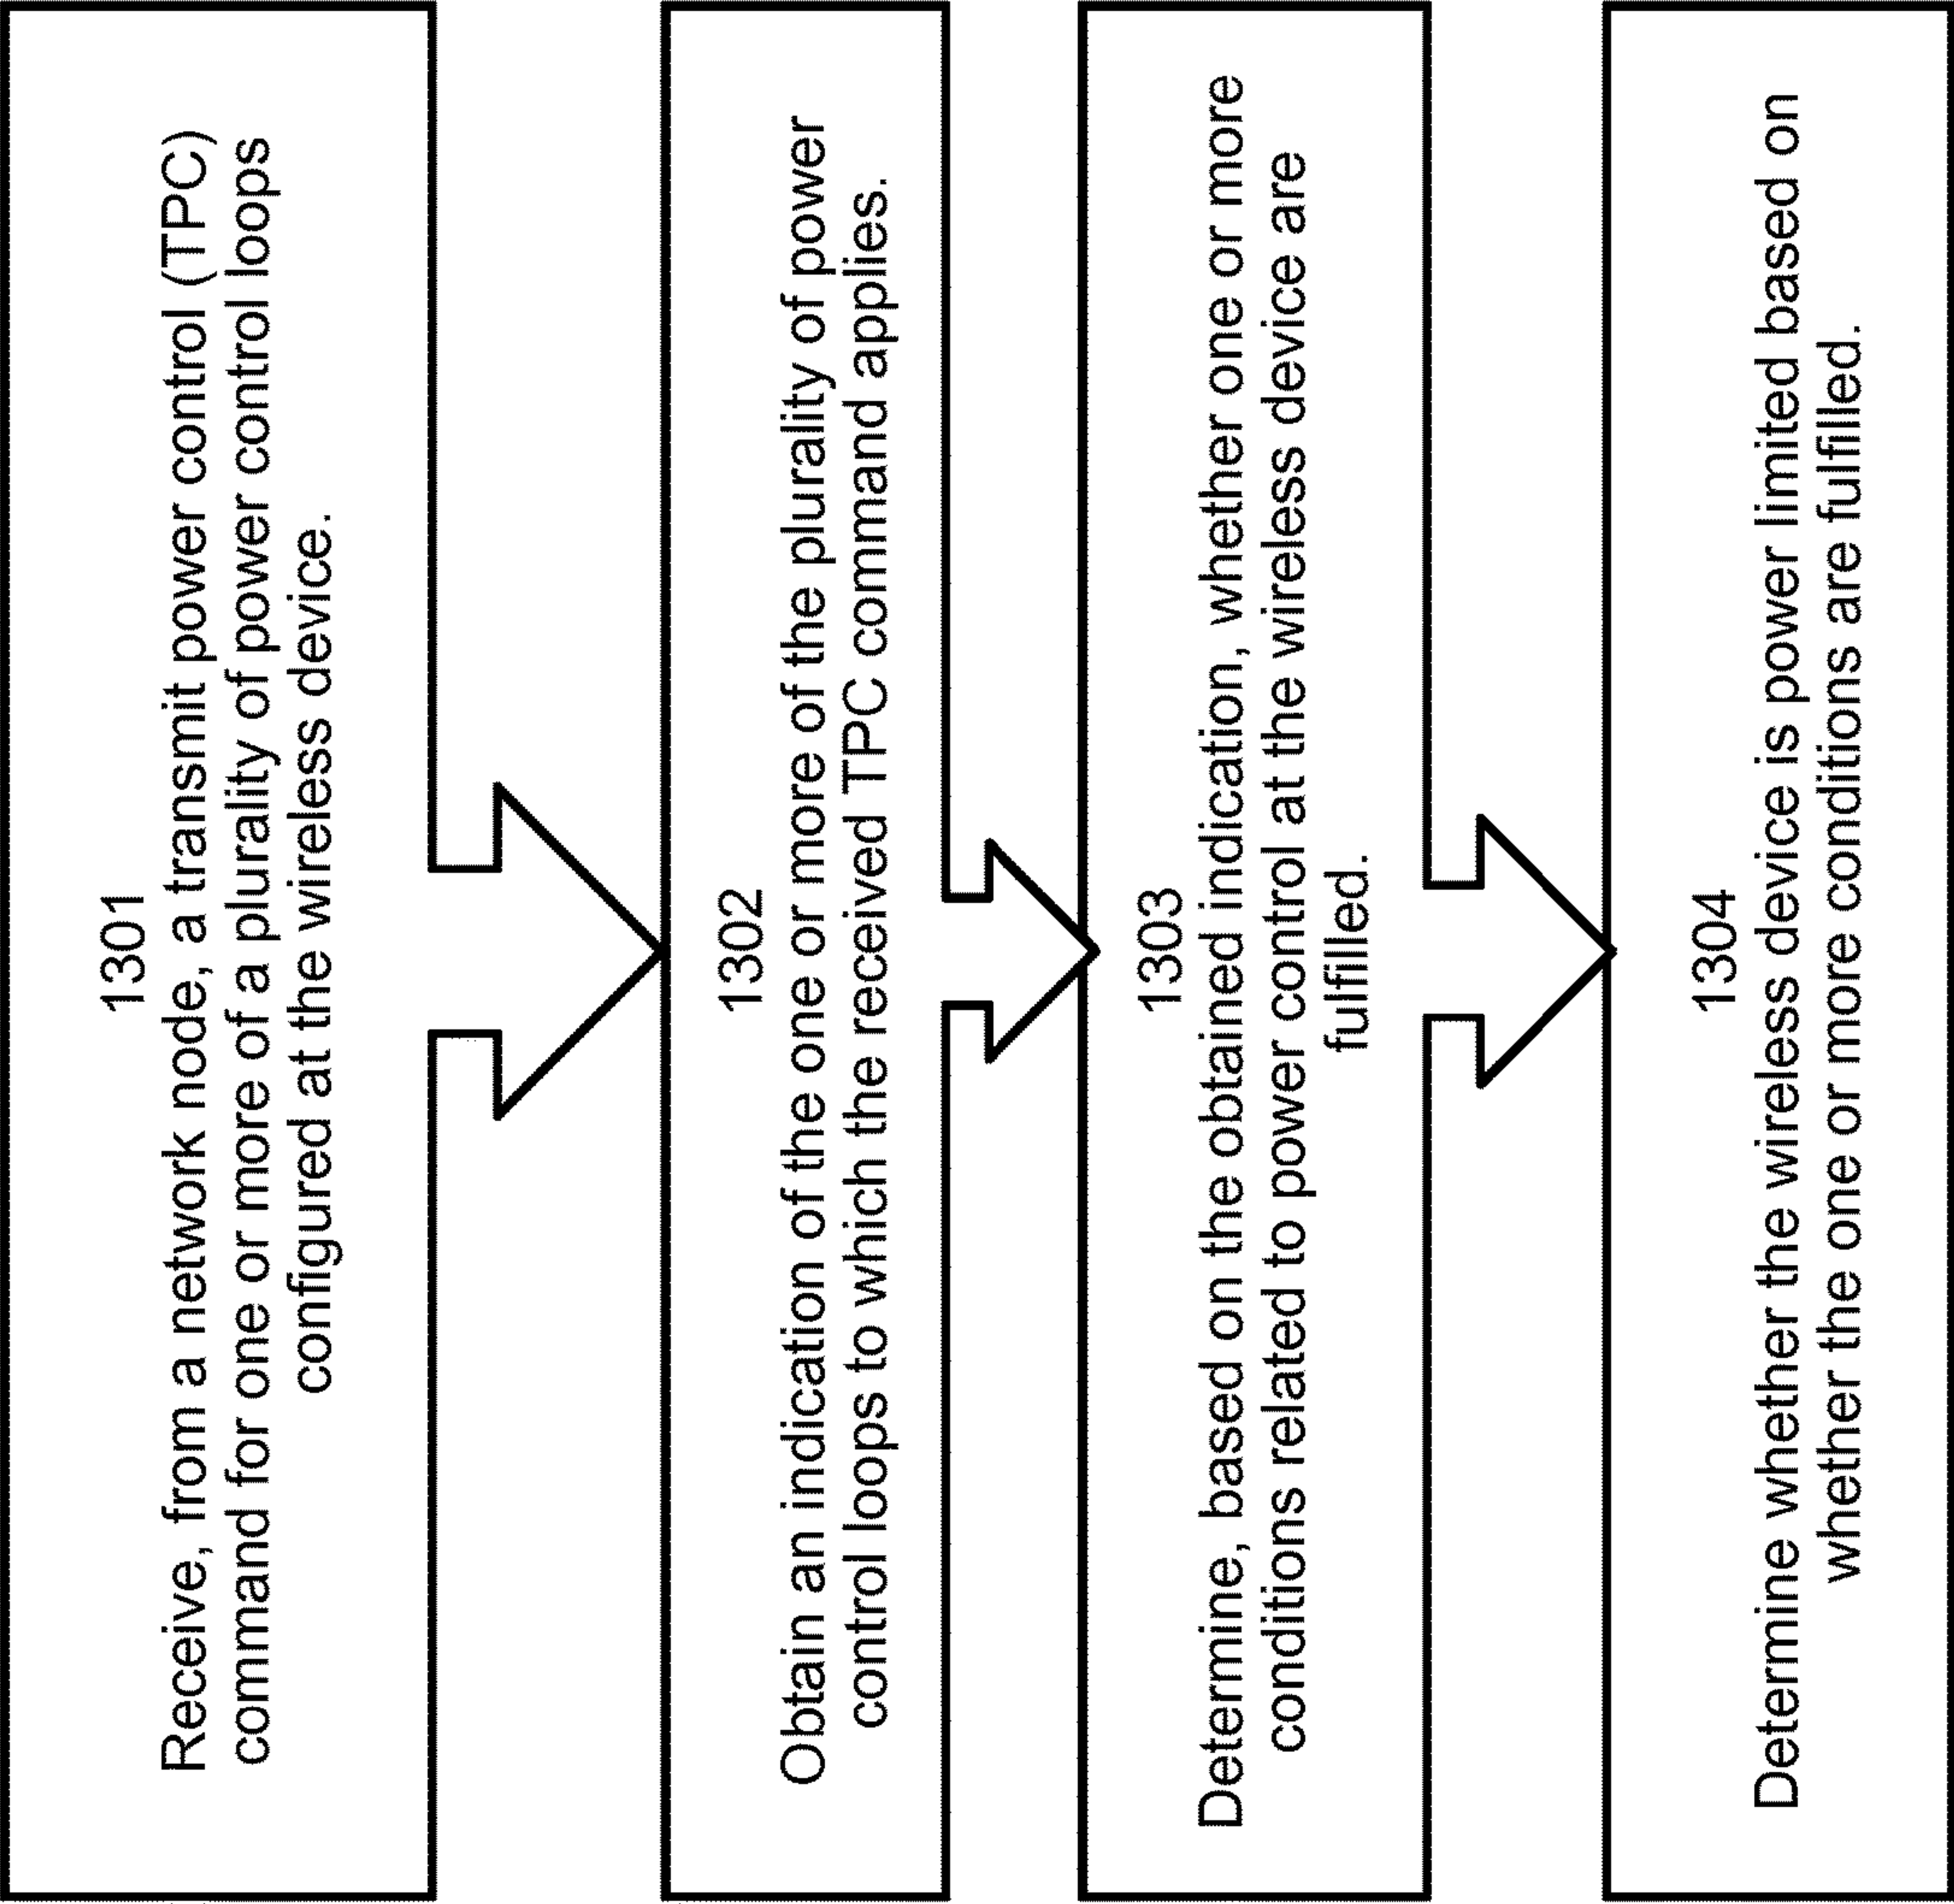 1301
Receive, from a network node, a transmit power control (TPC)
command for one or more of a plurality of power control loops
configured at the wireless device.
1302
Obtain an indication of the one or more of the plurality of power
control loops to which the received TPC command applies.
1303
Determine, based on the obtained indication, whether one or more
conditions related to power control at the wireless device are
fulfilled.
1304
Determine whether the wireless device is power limited based on
whether the one or more conditions are fulfilled.